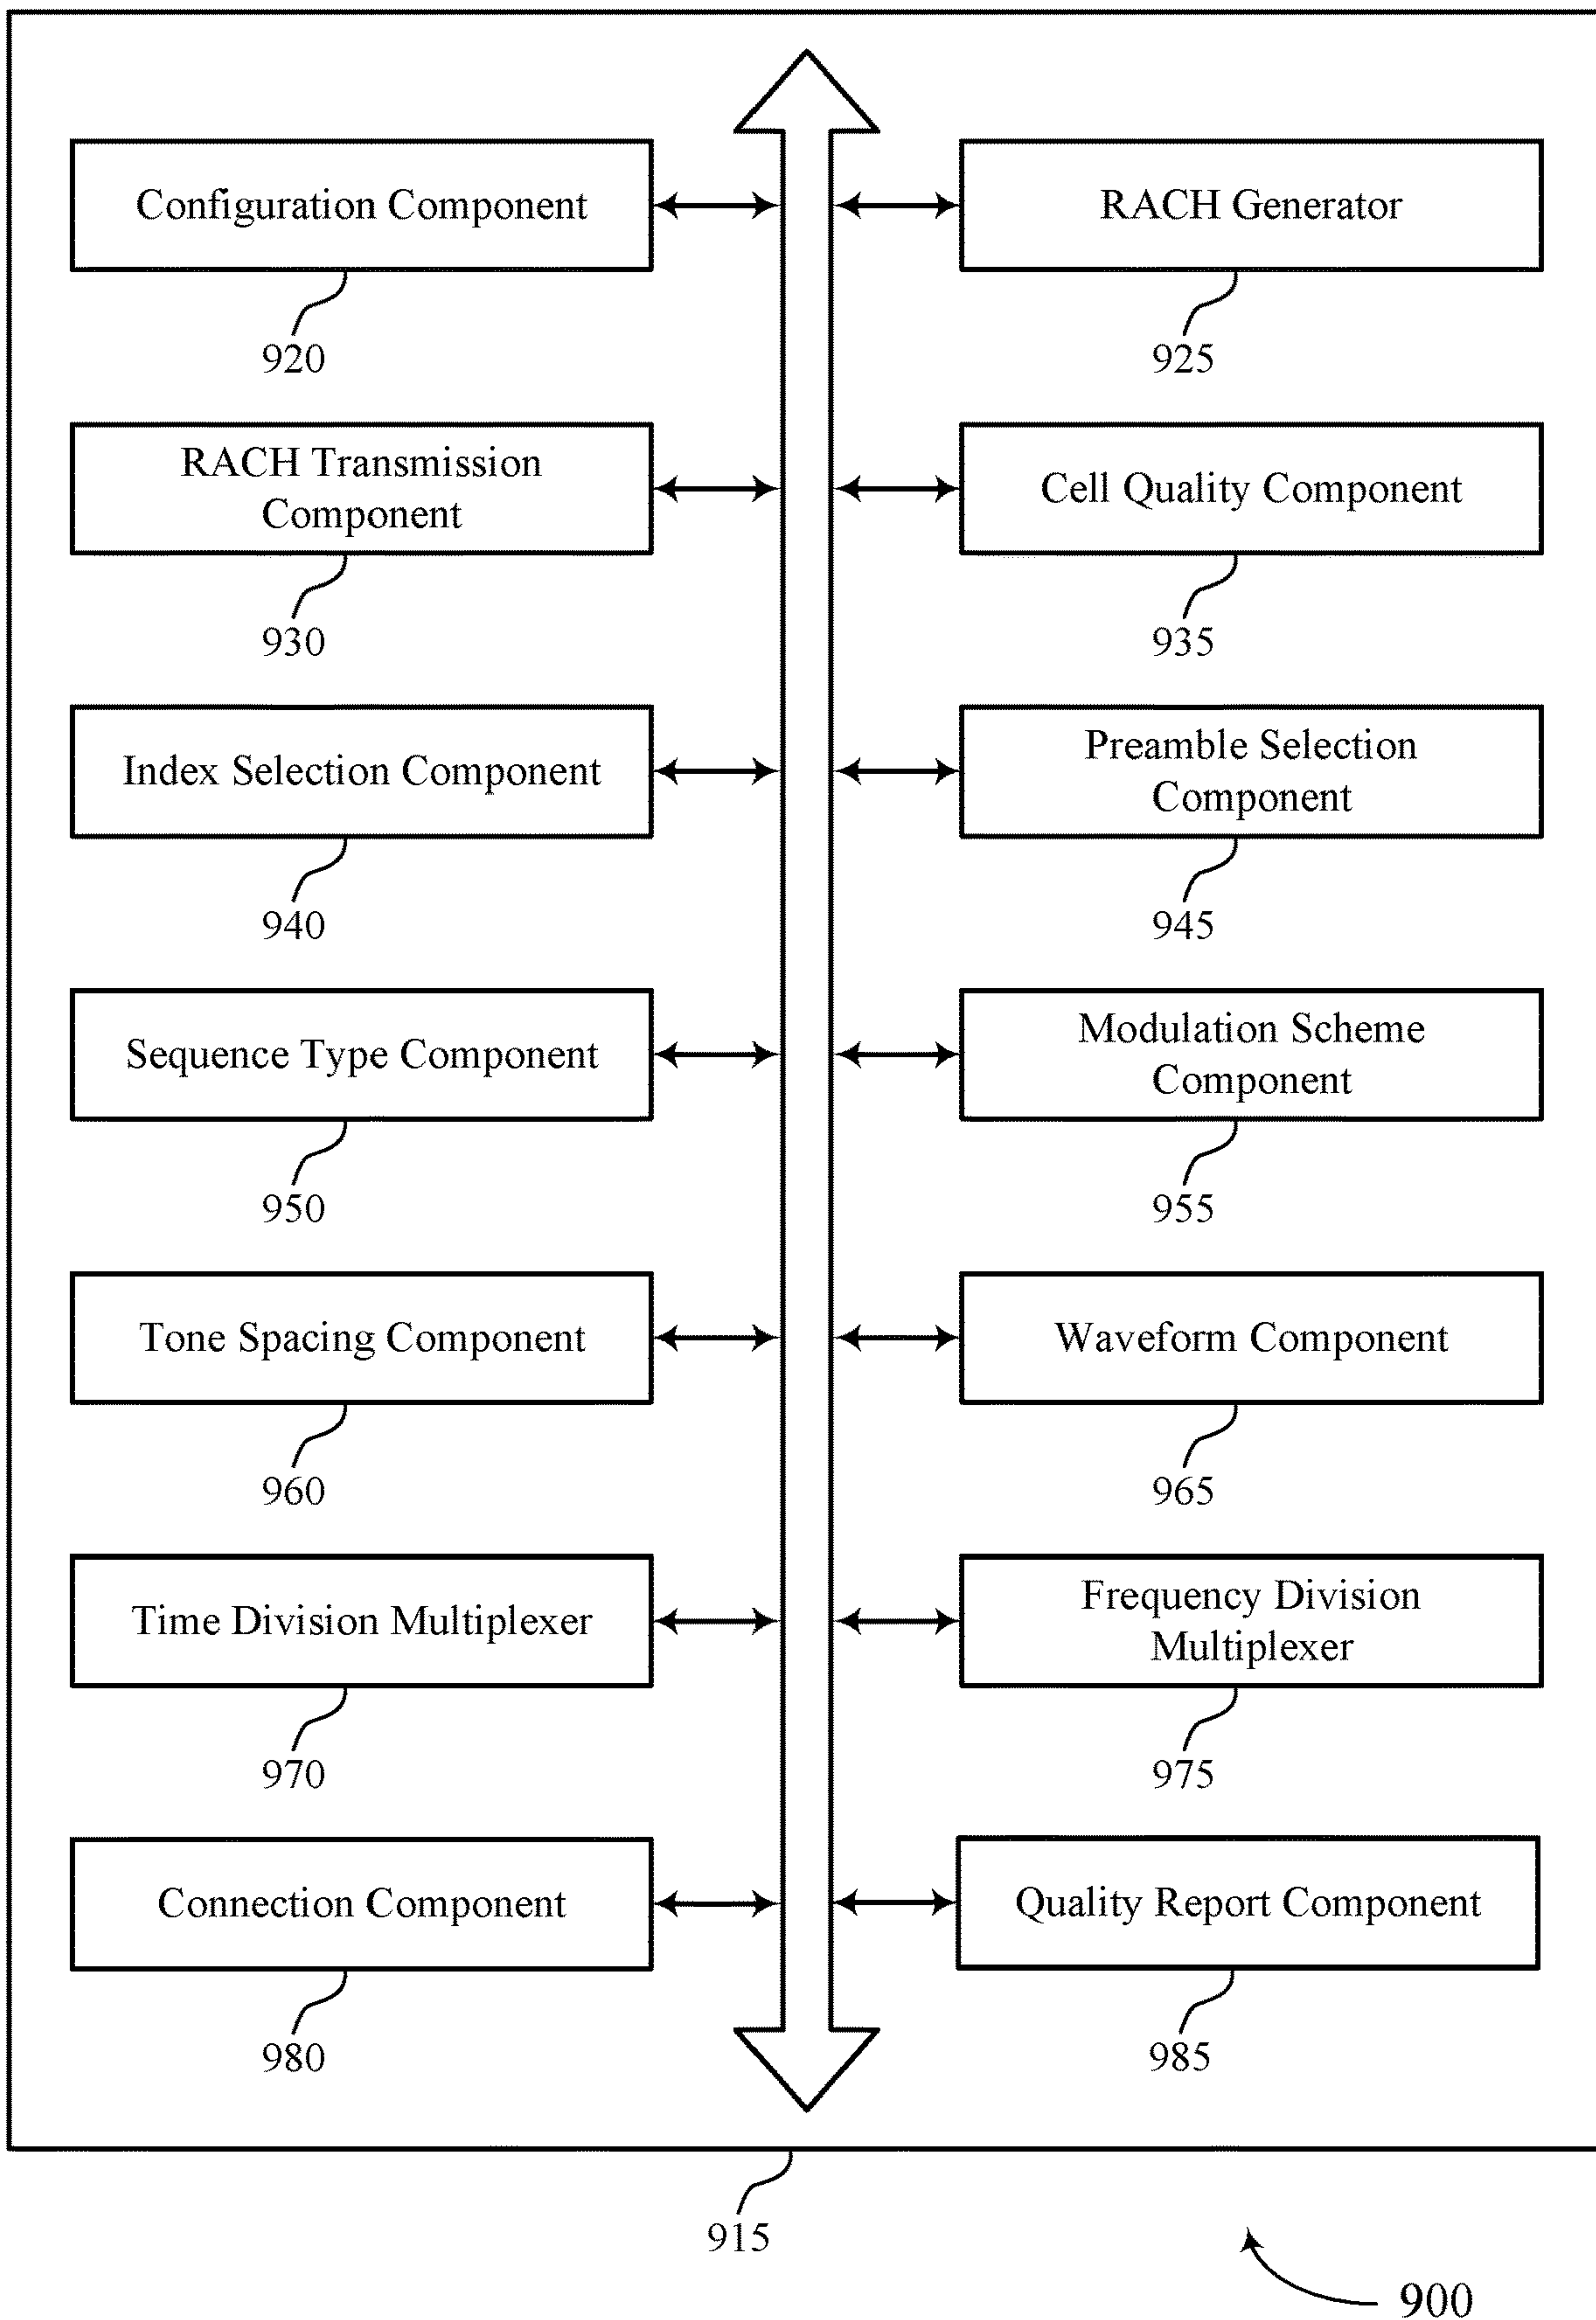 Configuration Component
RACH Generator
920
925
RACH Transmission
Component
Cell Quality Component
930
935
Index Selection Component
Preamble Selection
Component
940
945
Sequence Type Component
Modulation Scheme
Component
950
955
Tone Spacing Component
Waveform Component
960
965
Time Division Multiplexer
Frequency Division
Multiplexer
970
975
Connection Component
Quality Report Component
980
985
915
900